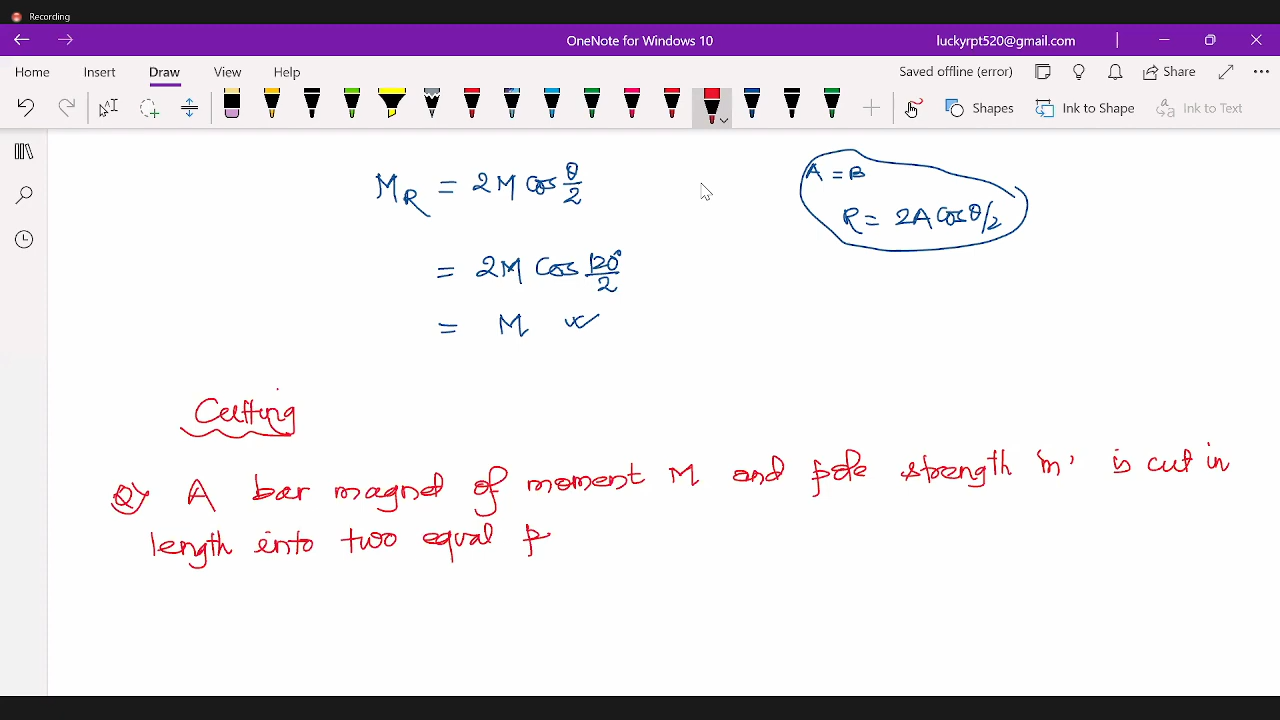 Recording
OneNote for Windows 10
luckyrpt520@gmail.com
Home Insert Draw View Help
Saved offline (error)
Share
Shapes
Ink to Shape
Ink to Text
M_R = 2M Cos θ/2
= 2M Cos 120°/2
= M
A = B
R = 2A Cosθ/2
Cutting
Q) A bar magnet of moment M and pole strength 'm' is cut in
length into two equal p